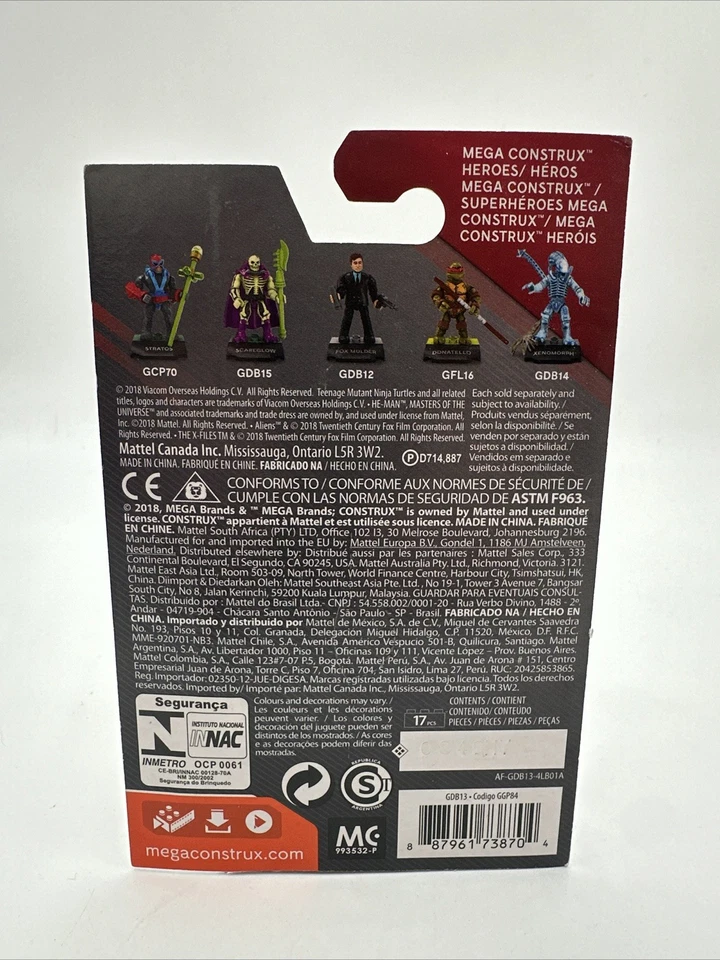 MEGA CONSTRUX™
HEROES/ HÉROS
MEGA CONSTRUX™ /
SUPERHÉROES MEGA
CONSTRUX™/ MEGA
CONSTRUX™ HERÓIS
STRATOS
SCAREGLOW
FOX MULDER
DONATELLO
XENOMORPH
GCP70
GDB15
GDB12
GFL16
GDB14
© 2018 Viacom Overseas Holdings C.V. All Rights Reserved. Teenage Mutant Ninja Turtles and all related
titles, logos and characters are trademarks of Viacom Overseas Holdings C.V. • HE-MAN, MASTERS OF THE
UNIVERSE™ and associated trademarks and trade dress are owned by, and used under license from, Mattel,
Inc. ©2018 Mattel. All Rights Reserved. • Aliens™ & © 2018 Twentieth Century Fox Film Corporation. All
Rights Reserved. • THE X-FILES TM & © 2018 Twentieth Century Fox Film Corporation. All Rights Reserved.
Each sold separately and
subject to availability. /
Produits vendus séparément,
selon la disponibilité. / Se
venden por separado y están
sujetos a disponibilidad. /
Vendidos em separado e
sujeitos à disponibilidade.
Mattel Canada Inc. Mississauga, Ontario L5R 3W2.
MADE IN CHINA. FABRIQUÉ EN CHINE. FABRICADO NA / HECHO EN CHINA.
P D714,887
CE
CONFORMS TO / CONFORME AUX NORMES DE SÉCURITÉ DE /
CUMPLE CON LAS NORMAS DE SEGURIDAD DE ASTM F963.
© 2018, MEGA Brands & ™ MEGA Brands; CONSTRUX™ is owned by Mattel and used under
license. CONSTRUX™ appartient à Mattel et est utilisée sous licence. MADE IN CHINA. FABRIQUÉ
EN CHINE. Mattel South Africa (PTY) LTD, Office 102 I3, 30 Melrose Boulevard, Johannesburg 2196.
Manufactured for and imported into the EU by: Mattel Europa B.V., Gondel 1, 1186 MJ Amstelveen,
Nederland. Distributed elsewhere by: Distribué aussi par les partenaires : Mattel Sales Corp., 333
Continental Boulevard, El Segundo, CA 90245, USA. Mattel Australia Pty. Ltd., Richmond, Victoria. 3121.
Mattel East Asia Ltd., Room 503-09, North Tower, World Finance Centre, Harbour City, Tsimshatsui, HK,
China. Diimport & Diedarkan Oleh: Mattel Southeast Asia Pte. Ltd., No 19-1, Tower 3 Avenue 7, Bangsar
South City, No 8, Jalan Kerinchi, 59200 Kuala Lumpur, Malaysia. GUARDAR PARA EVENTUAIS CONSUL-
TAS. Distribuido por : Mattel do Brasil Ltda.- CNPJ : 54.558.002/0001-20 - Rua Verbo Divino, 1488 - 2º
Andar - 04719-904 - Chácara Santo Antônio - São Paulo - SP - Brasil. FABRICADO NA / HECHO EN
CHINA. Importado y distribuido por : Mattel de México, S.A. de C.V., Miguel de Cervantes Saavedra
No. 193, Pisos 10 y 11, Col. Granada, Delegación Miguel Hidalgo, C.P. 11520, México, D.F. R.F.C.
MME-920701-NB3. Mattel Chile, S.A., Avenida Américo Véspucio 501-B, Quilicura, Santiago. Mattel
Argentina, S.A., Av. Libertador 1000, Piso 11 - Oficinas 109 y 111, Vicente López – Prov. Buenos Aires.
Mattel Colombia, S.A., Calle 123#7-07 P.5, Bogotá. Mattel Perú, S.A., Av. Juan de Arona # 151, Centro
Empresarial Juan de Arona, Torre C, Piso 7, Oficina 704; San Isidro, Lima 27, Perú. RUC: 20425853865.
Reg. Importador: 02350-12-JUE-DIGESA. Marcas registradas utilizadas bajo licencia. Todos los derechos
reservados. Imported by / Importé par: Mattel Canada Inc., Mississauga, Ontario L5R 3W2.
Segurança
INSTITUTO NACIONAL
INNAC
INMETRO OCP 0061
CE-BRI/INNAC 00128-70A
NM 300/2002
Segurança do Brinquedo
Colours and decorations may vary. /
Les couleurs et les décorations
peuvent varier. / Los colores y
decoración del juguete pueden ser
distintos de los mostrados. / As cores
e as decorações podem diferir das
mostradas.
17 PCS
CONTENTS / CONTENT
CONTENIDO / CONTEÚDO
PIECES / PIÈCES / PIEZAS / PEÇAS
AF-GDB13-4LB01A
S
ARGENTINA
MC
993532-P
GDB13 • Codigo GGP84
8 87961 73870 4
megaconstrux.com